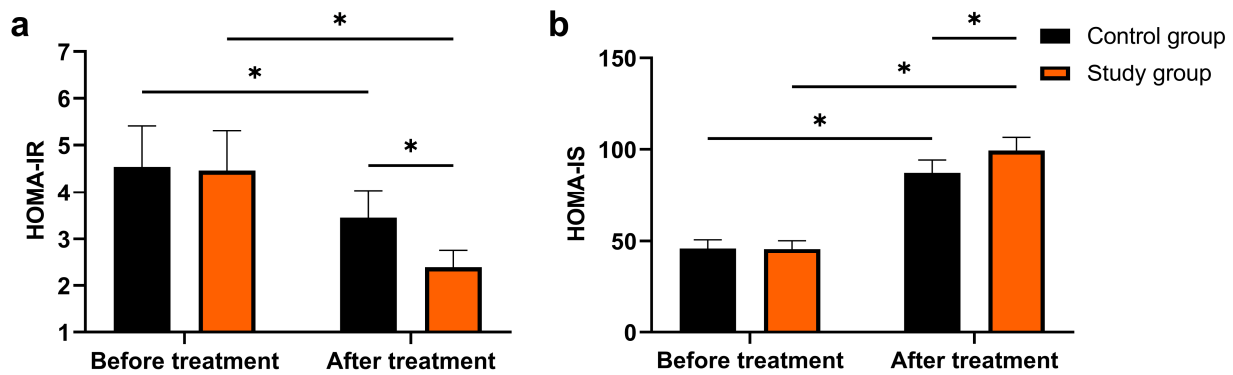 a
*
*
*
7
6
5
4
3
2
1
HOMA-IR
Before treatment
After treatment
b
*
*
*
150
100
50
0
HOMA-IS
Before treatment
After treatment
Control group
Study group